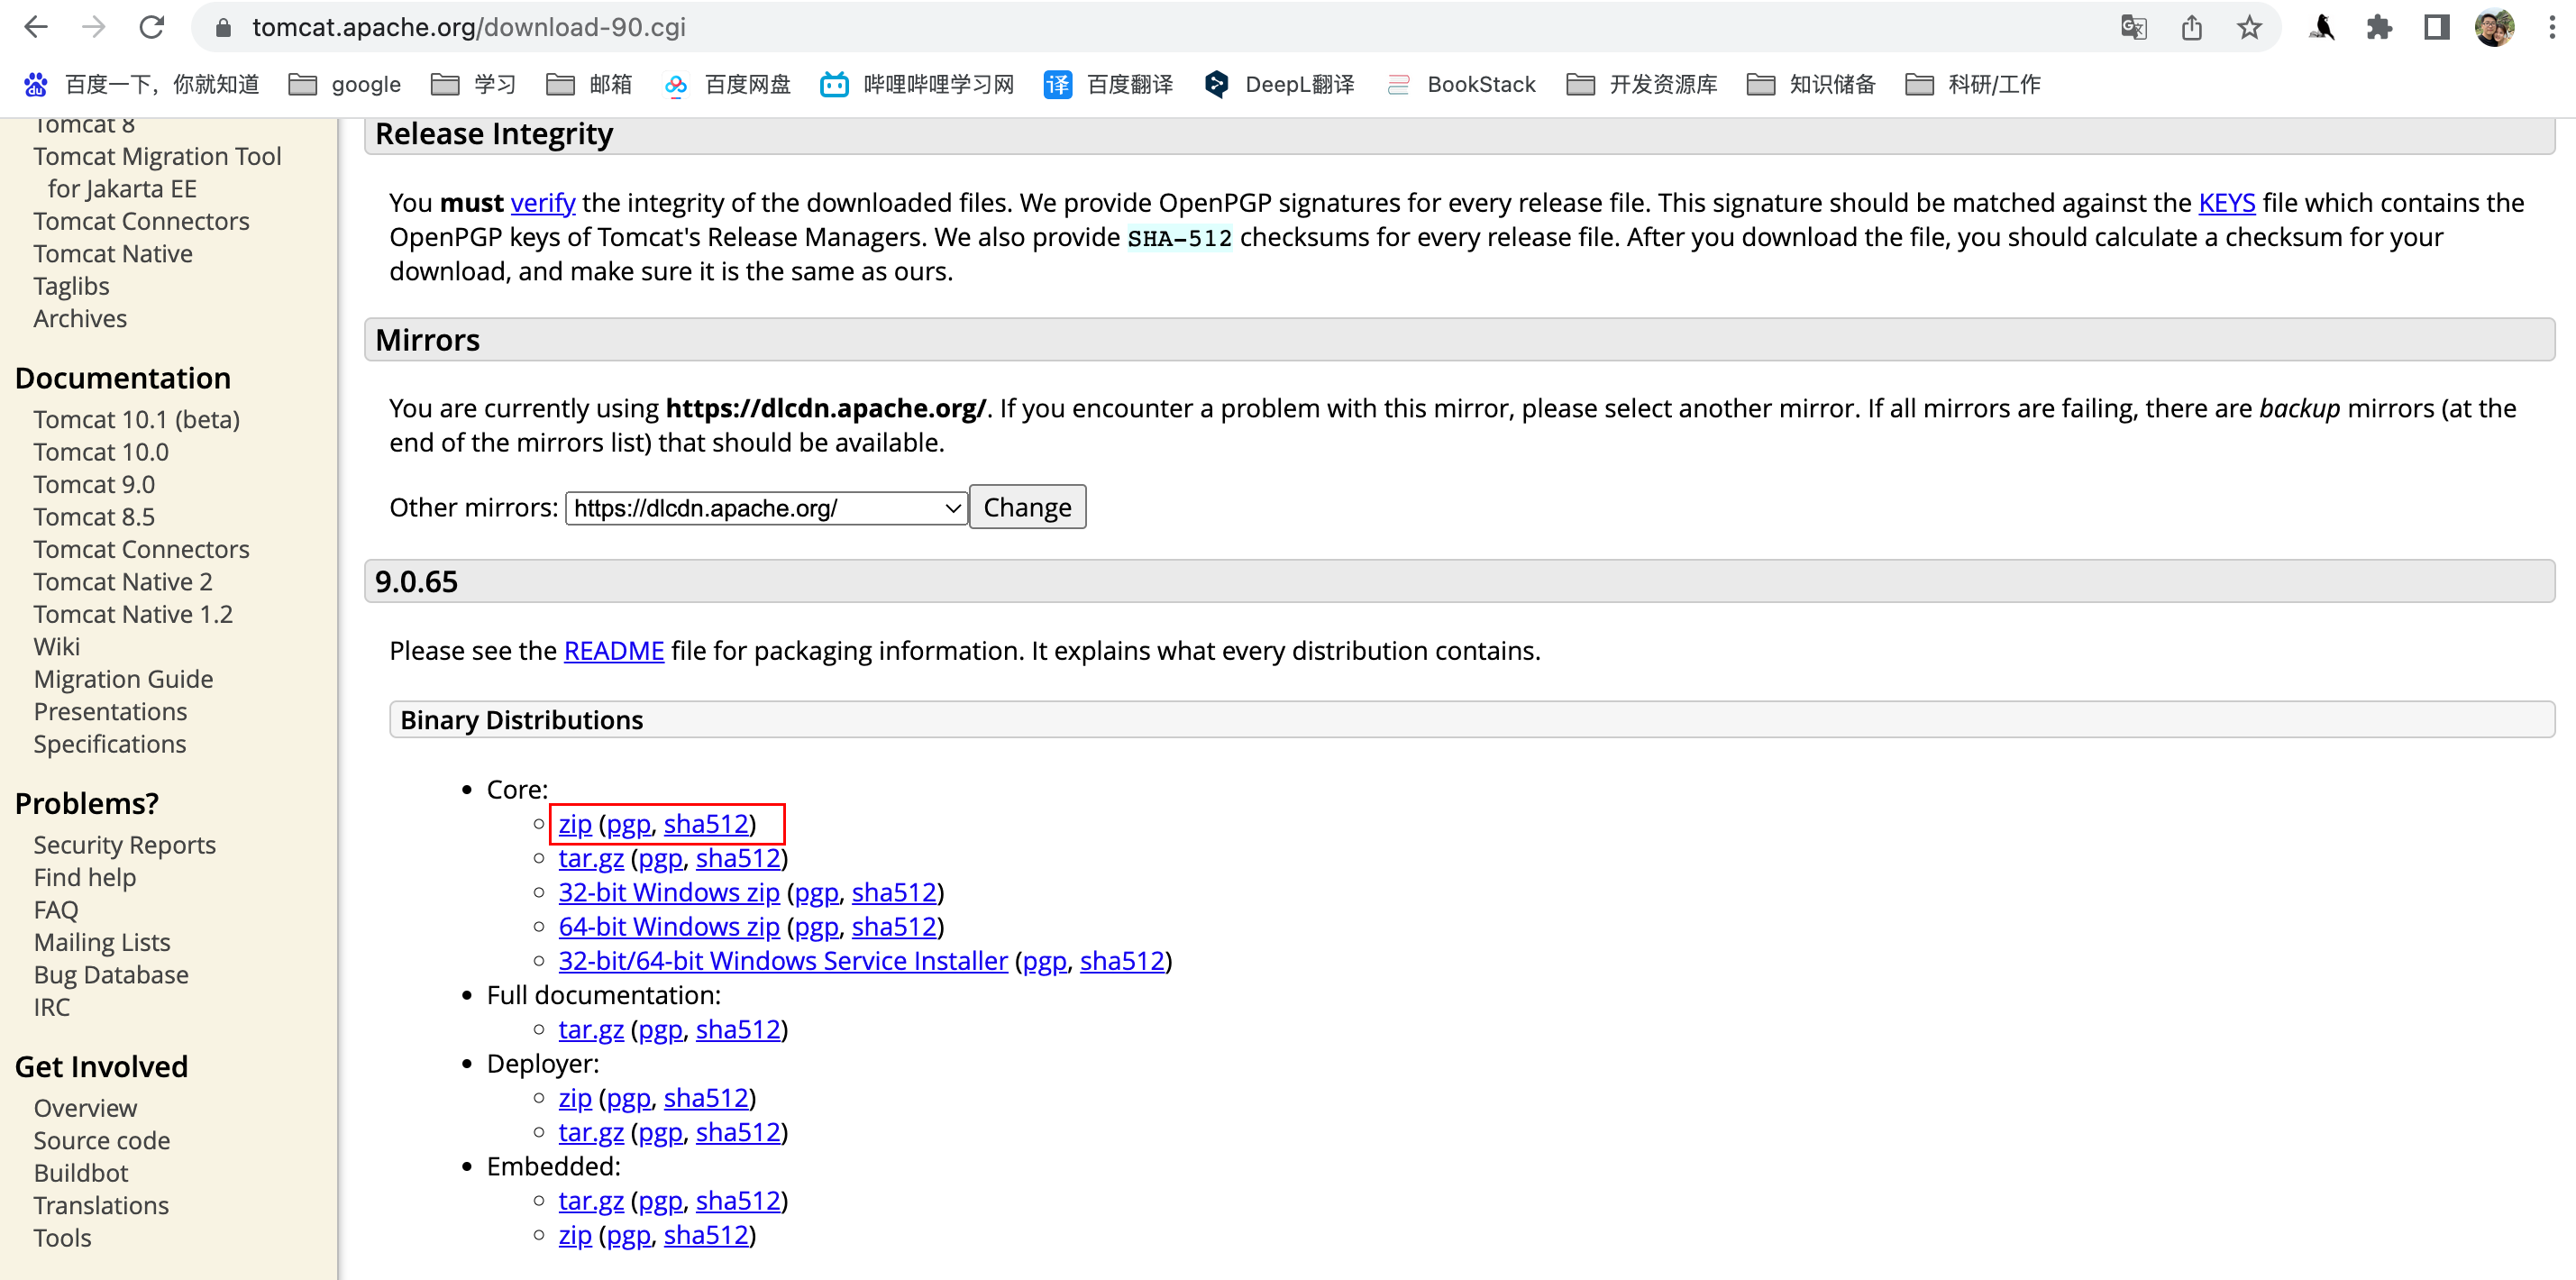 tomcat.apache.org/download-90.cgi
百度一下，你就知道 google 学习 邮箱 百度网盘 哔哩哔哩学习网 译 百度翻译 DeepL翻译 BookStack 开发资源库 知识储备 科研/工作
Tomcat 8
Tomcat Migration Tool
for Jakarta EE
Tomcat Connectors
Tomcat Native
Taglibs
Archives
Documentation
Tomcat 10.1 (beta)
Tomcat 10.0
Tomcat 9.0
Tomcat 8.5
Tomcat Connectors
Tomcat Native 2
Tomcat Native 1.2
Wiki
Migration Guide
Presentations
Specifications
Problems?
Security Reports
Find help
FAQ
Mailing Lists
Bug Database
IRC
Get Involved
Overview
Source code
Buildbot
Translations
Tools
Release Integrity
You must verify the integrity of the downloaded files. We provide OpenPGP signatures for every release file. This signature should be matched against the KEYS file which contains the
OpenPGP keys of Tomcat's Release Managers. We also provide SHA-512 checksums for every release file. After you download the file, you should calculate a checksum for your
download, and make sure it is the same as ours.
Mirrors
You are currently using https://dlcdn.apache.org/. If you encounter a problem with this mirror, please select another mirror. If all mirrors are failing, there are backup mirrors (at the
end of the mirrors list) that should be available.
Other mirrors: https://dlcdn.apache.org/ Change
9.0.65
Please see the README file for packaging information. It explains what every distribution contains.
Binary Distributions
• Core:
zip (pgp, sha512)
tar.gz (pgp, sha512)
32-bit Windows zip (pgp, sha512)
64-bit Windows zip (pgp, sha512)
32-bit/64-bit Windows Service Installer (pgp, sha512)
• Full documentation:
tar.gz (pgp, sha512)
• Deployer:
zip (pgp, sha512)
tar.gz (pgp, sha512)
• Embedded:
tar.gz (pgp, sha512)
zip (pgp, sha512)